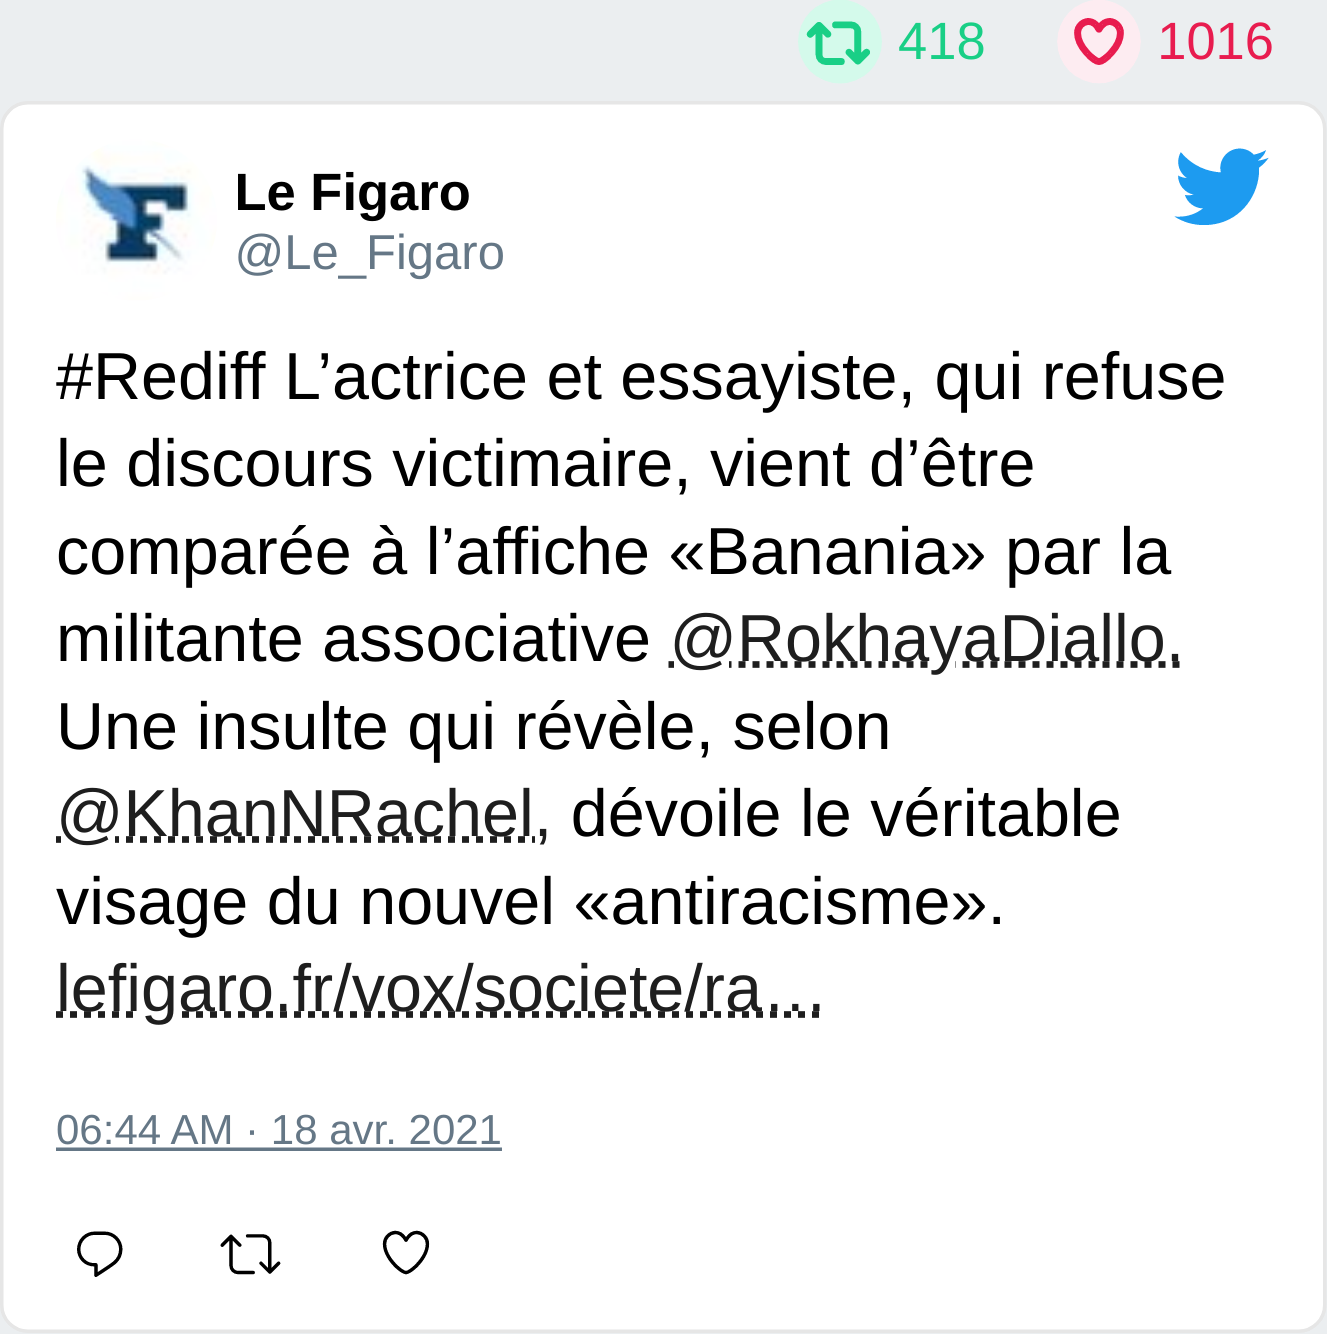 418 1016
Le Figaro
@Le_Figaro
#Rediff L’actrice et essayiste, qui refuse
le discours victimaire, vient d’être
comparée à l’affiche «Banania» par la
militante associative @RokhayaDiallo.
Une insulte qui révèle, selon
@KhanNRachel, dévoile le véritable
visage du nouvel «antiracisme».
lefigaro.fr/vox/societe/ra…
06:44 AM · 18 avr. 2021